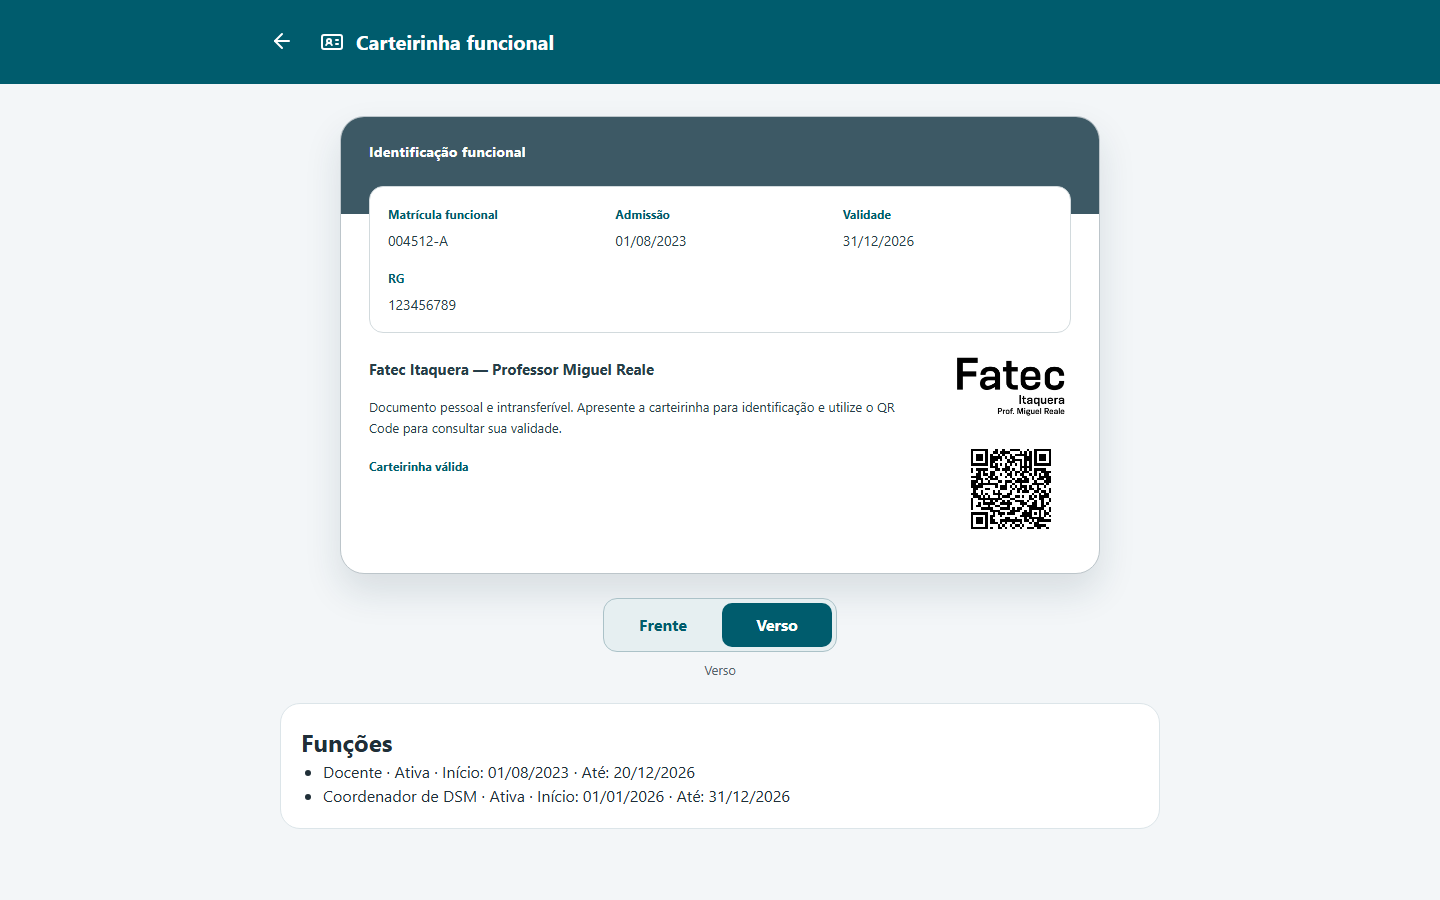 Carteirinha funcional
Identificação funcional
Matrícula funcional
004512-A
Admissão
01/08/2023
Validade
31/12/2026
RG
123456789
Fatec Itaquera — Professor Miguel Reale
Documento pessoal e intransferível. Apresente a carteirinha para identificação e utilize o QR
Code para consultar sua validade.
Carteirinha válida
Fatec
Itaquera
Prof. Miguel Reale
Frente
Verso
Verso
Funções
Docente · Ativa · Início: 01/08/2023 · Até: 20/12/2026
Coordenador de DSM · Ativa · Início: 01/01/2026 · Até: 31/12/2026